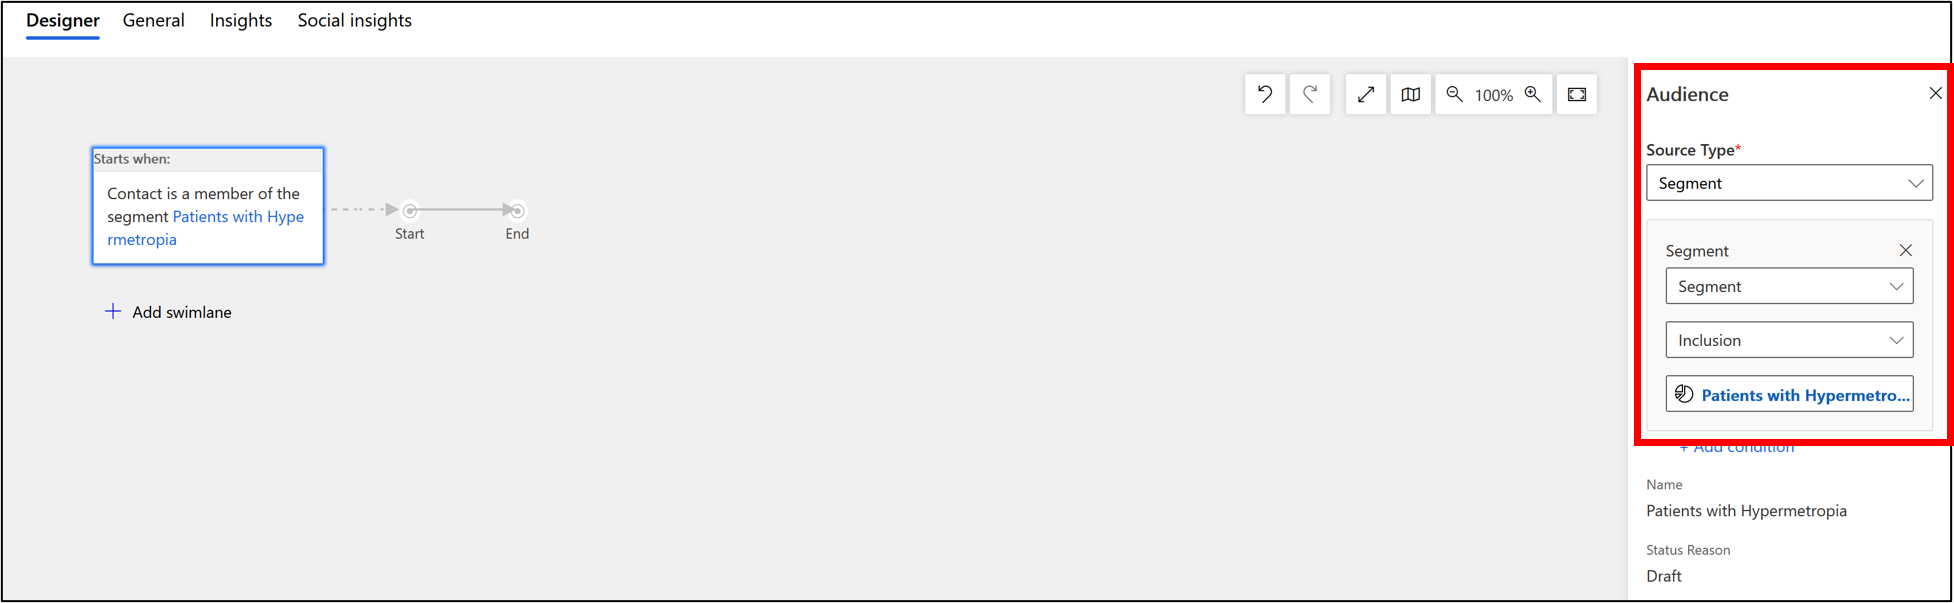 Designer General Insights Social insights
100%
Audience
Source Type*
Segment
Starts when:
Contact is a member of the
segment Patients with Hype
rmetropia
Start
End
Add swimlane
Segment
Segment
Inclusion
Patients with Hypermetro...
+ Add condition
Name
Patients with Hypermetropia
Status Reason
Draft